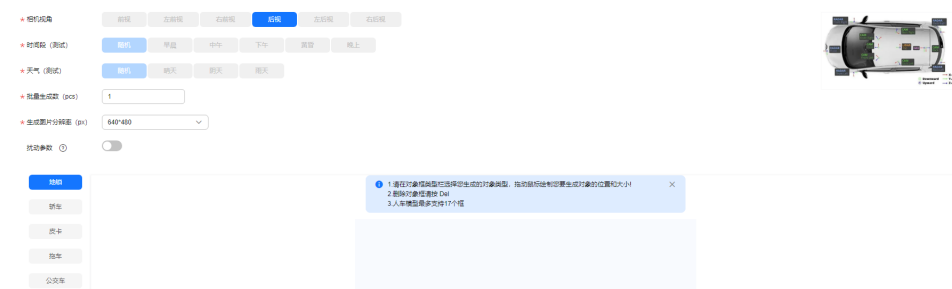 * 相机视角 前视 左前视 右前视 后视 左后视 右后视
* 时间段（测试） 随机 早晨 中午 下午 黄昏 晚上
* 天气（测试） 随机 晴天 阴天 雨天
* 批量生成数（pcs） 1
* 生成图片分辨率（px） 640*480
扰动参数 ?
地锁
轿车
皮卡
拖车
公交车
1.请在对象框类型栏选择您生成的对象类型，拖动鼠标绘制您要生成对象的位置和大小!
2.删除对象框请按 Del
3.人车模型最多支持17个框
Downward
Upward